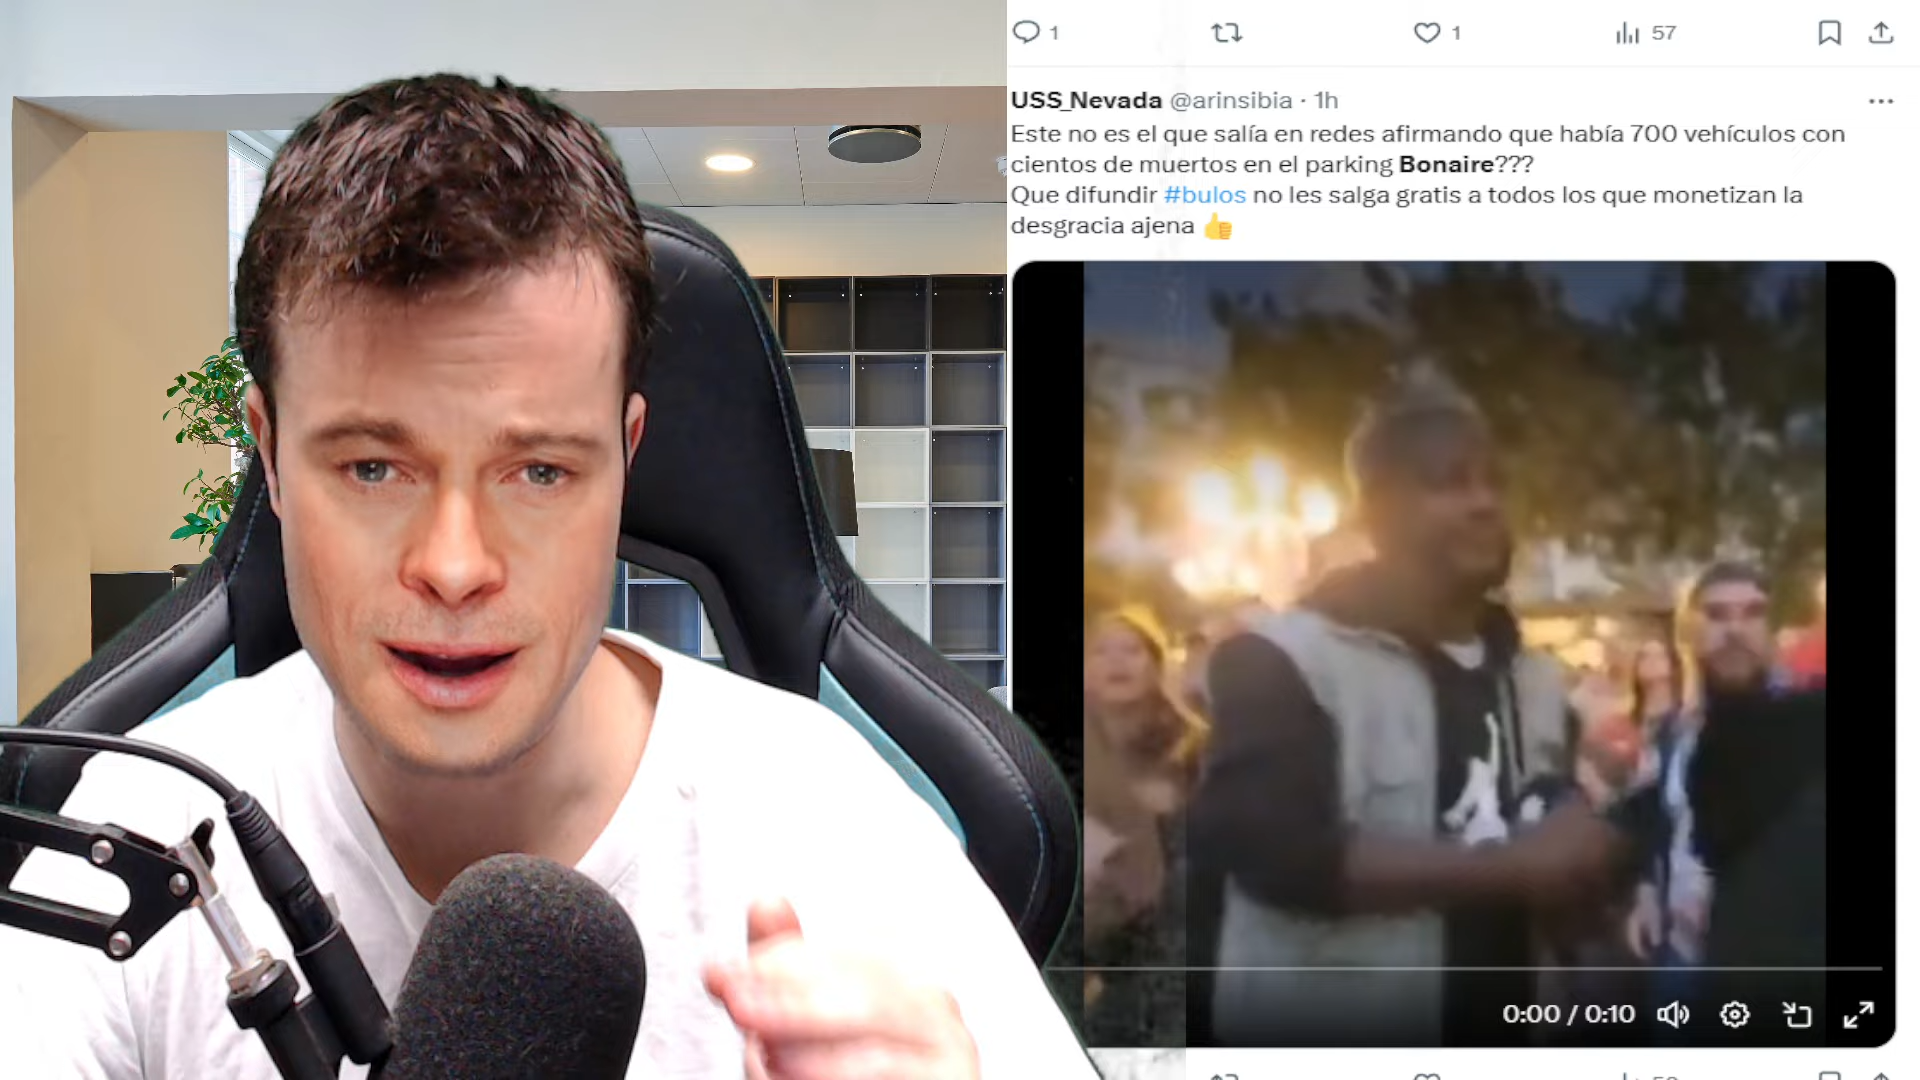 1 1 57
USS_Nevada @arinsibia · 1h
Este no es el que salía en redes afirmando que había 700 vehículos con
cientos de muertos en el parking Bonaire???
Que difundir #bulos no les salga gratis a todos los que monetizan la
desgracia ajena 👍
0:00 / 0:10